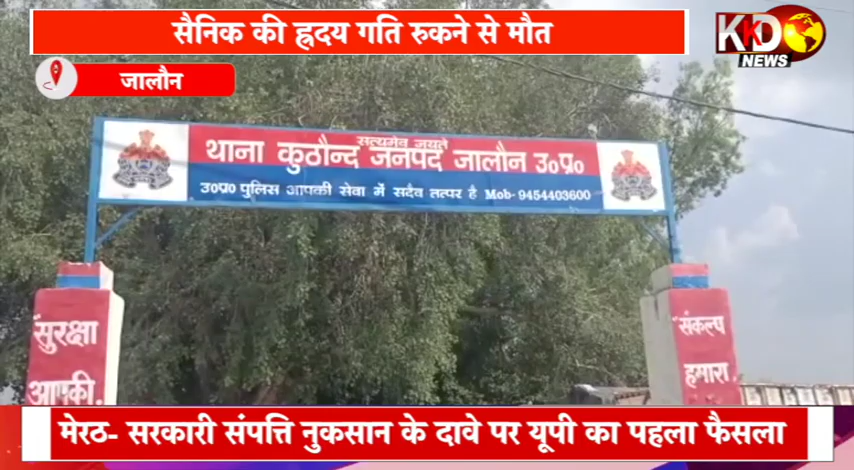 सैनिक की ह्रदय गति रुकने से मौत
KKD
NEWS
जालौन
सत्यमेव जयते
थाना कुठौन्द जनपद जालौन उ०प्र०
उ०प्र० पुलिस आपकी सेवा में सदैव तत्पर है Mob- 9454403600
सुरक्षा
आपकी
संकल्प
हमारा
मेरठ- सरकारी संपत्ति नुकसान के दावे पर यूपी का पहला फैसला